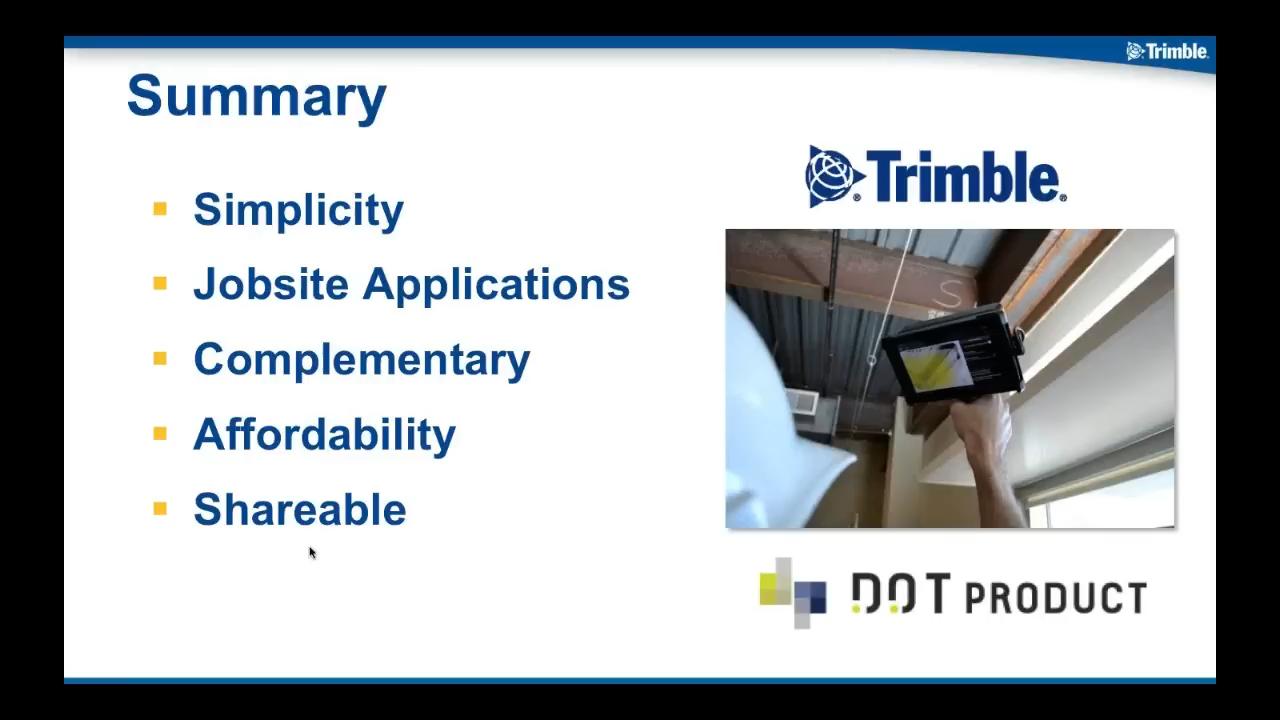 Trimble
Summary
Trimble
Simplicity
Jobsite Applications
Complementary
Affordability
Shareable
S
DOT PRODUCT